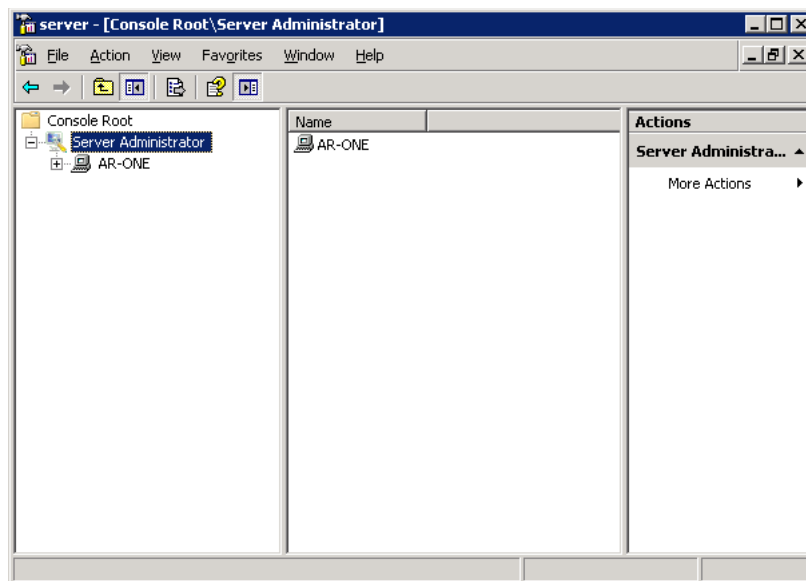 server - [Console Root\Server Administrator]
File Action View Favorites Window Help
Console Root
Server Administrator
AR-ONE
Name
AR-ONE
Actions
Server Administra...
More Actions